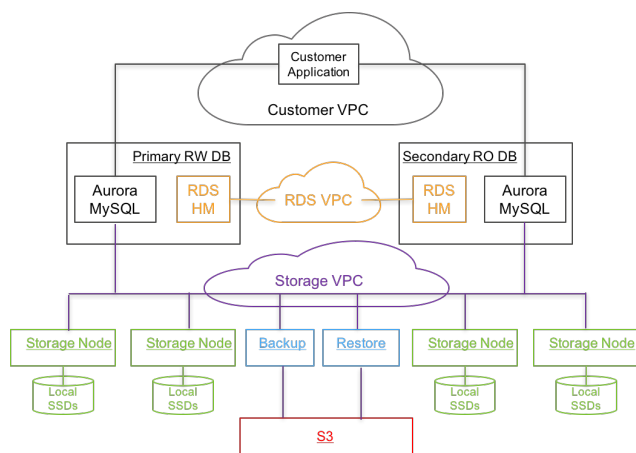 Customer
Application
Customer VPC
Primary RW DB
Secondary RO DB
Aurora
MySQL
RDS
HM
RDS VPC
RDS
HM
Aurora
MySQL
Storage VPC
Storage Node
Storage Node
Backup
Restore
Storage Node
Storage Node
Local
SSDs
Local
SSDs
Local
SSDs
Local
SSDs
S3